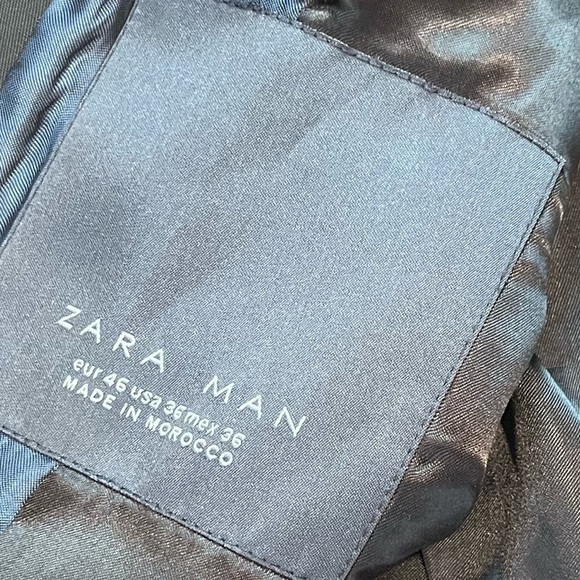 ZARA MAN
eur 46 usa 36 mex 36
MADE IN MOROCCO